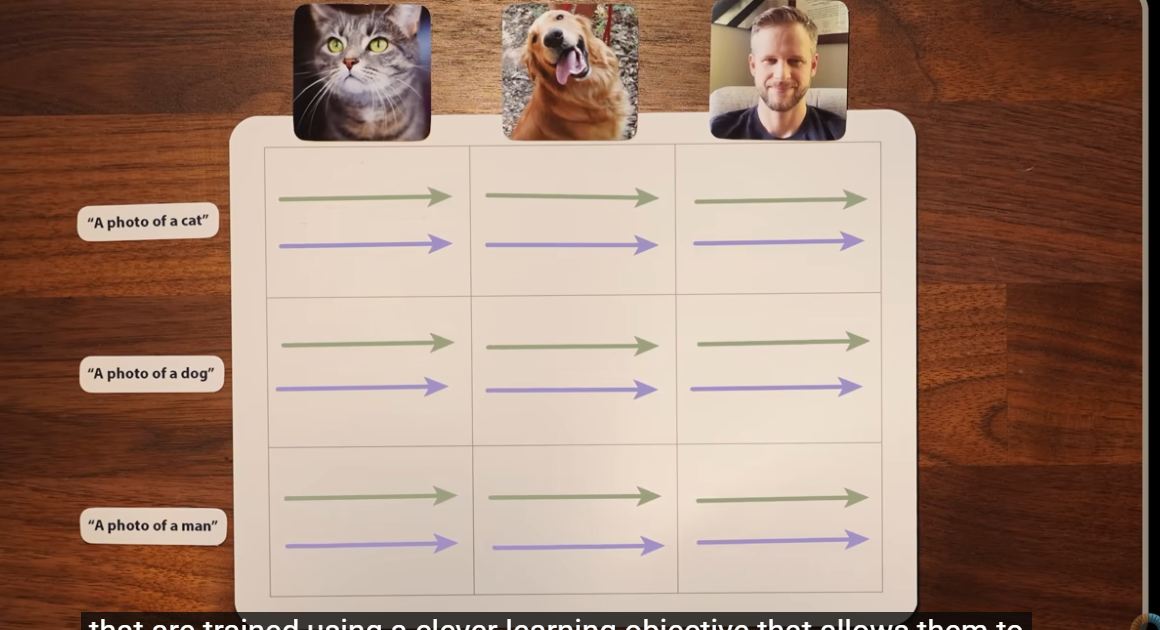 “A photo of a cat”
“A photo of a dog”
“A photo of a man”
that are trained using a clever learning objective that allows them to